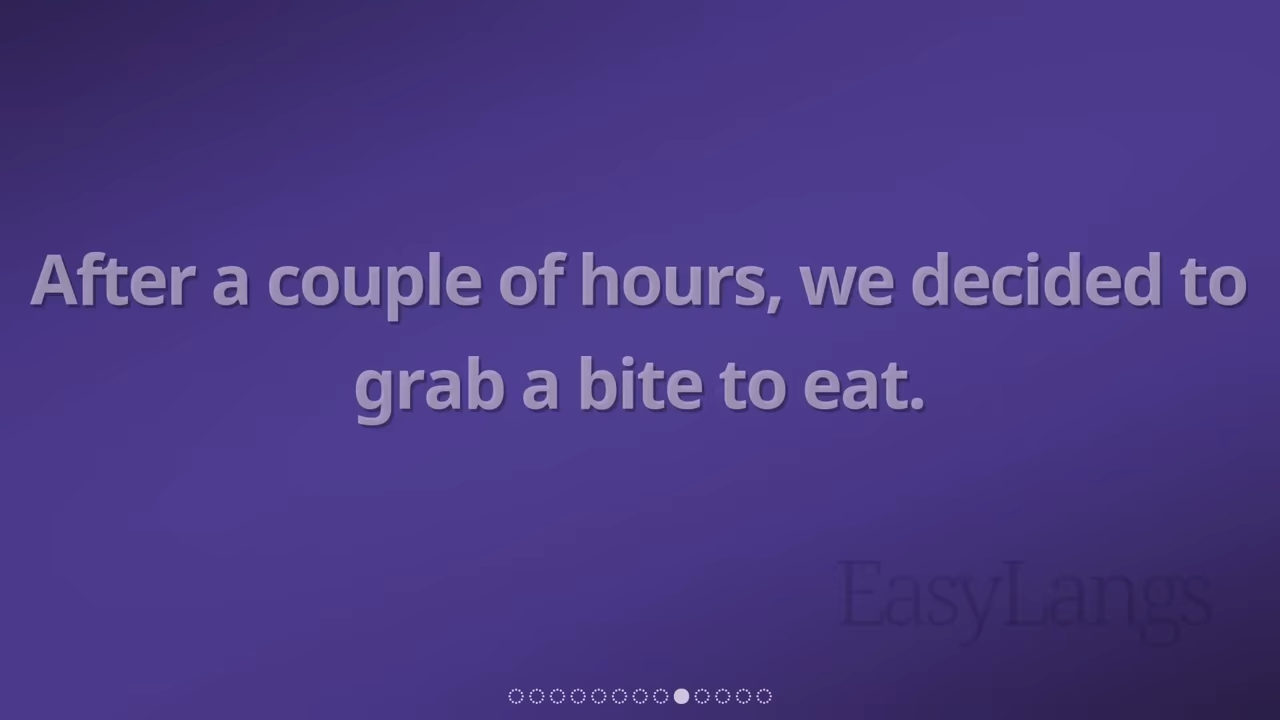 After a couple of hours, we decided to
grab a bite to eat.
EasyLangs